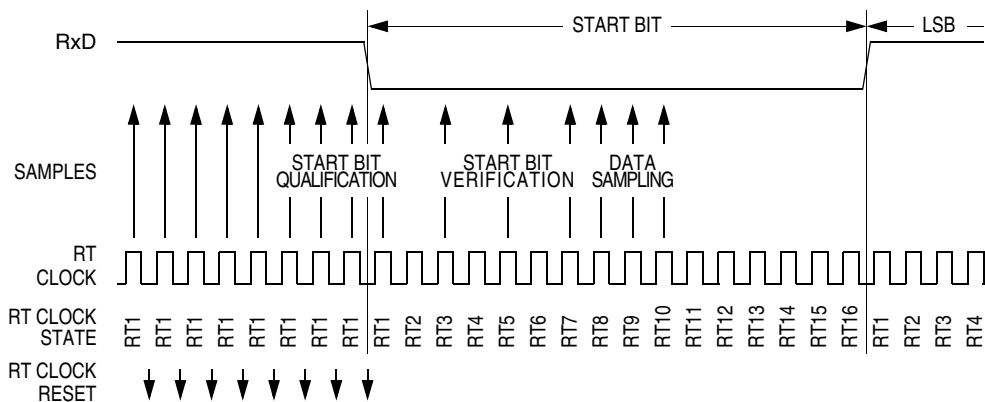 START BIT LSB
RxD
SAMPLES
START BIT
QUALIFICATION
START BIT
VERIFICATION
DATA
SAMPLING
RT
CLOCK
RT CLOCK
STATE
RT1 RT1 RT1 RT1 RT1 RT1 RT1 RT1 RT1 RT2 RT3 RT4 RT5 RT6 RT7 RT8 RT9 RT10 RT11 RT12 RT13 RT14 RT15 RT16 RT1 RT2 RT3 RT4
RT CLOCK
RESET